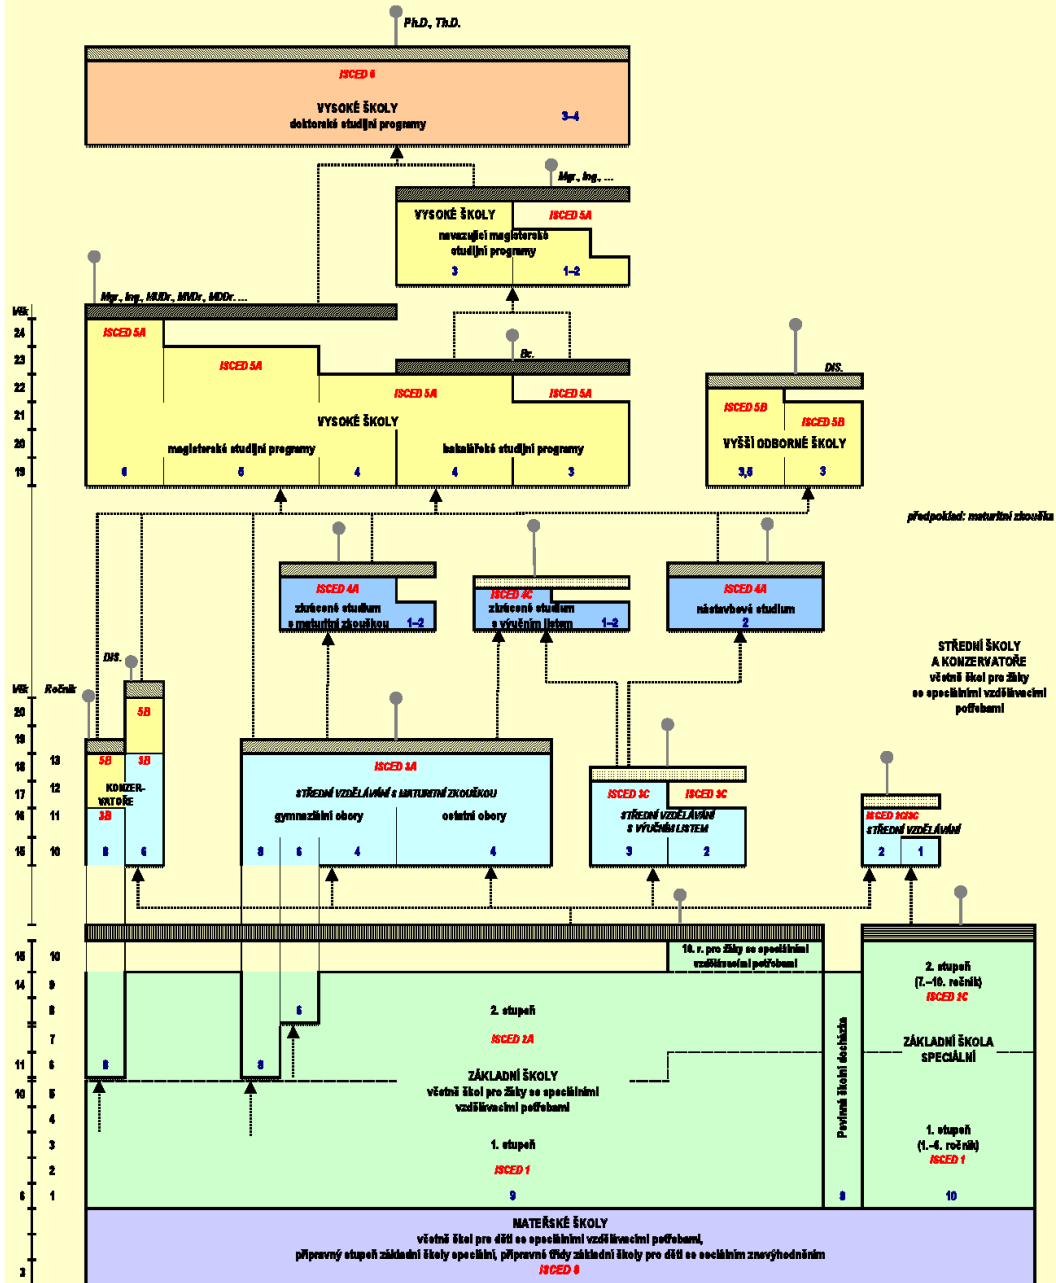 Ph.D., Th.D.
ISCED 6
VYSOKÉ ŠKOLY
doktorské studijní programy
3–4
Mgr., Ing., ...
VYSOKÉ ŠKOLY
ISCED 5A
navazující magisterské
studijní programy
3
1–2
Mgr., Ing., MUDr., MVDr., MDDr. ...
Věk
24
23
22
21
20
19
ISCED 5A
ISCED 5A
ISCED 5A
Bc.
ISCED 5A
VYSOKÉ ŠKOLY
magisterské studijní programy
bakalářské studijní programy
6
5
4
4
3
DiS.
ISCED 5B
ISCED 5B
VYŠŠÍ ODBORNÉ ŠKOLY
3,5
3
předpoklad: maturitní zkouška
ISCED 4A
zkrácené studium
s maturitní zkouškou
1–2
ISCED 4C
zkrácené studium
s výučním listem
1–2
ISCED 4A
nástavbové studium
2
STŘEDNÍ ŠKOLY
A KONZERVATOŘE
včetně škol pro žáky
se speciálními vzdělávacími
potřebami
DiS.
Věk
Ročník
20
19
18
13
17
12
16
11
15
10
5B
5B
3B
KONZER-
VATOŘE
3B
8
6
ISCED 3A
STŘEDNÍ VZDĚLÁVÁNÍ S MATURITNÍ ZKOUŠKOU
gymnaziální obory
ostatní obory
8
6
4
4
ISCED 3C
ISCED 3C
STŘEDNÍ VZDĚLÁVÁNÍ
S VÝUČNÍM LISTEM
3
2
ISCED 2C/3C
STŘEDNÍ VZDĚLÁVÁNÍ
2
1
15
10
14
9
8
7
11
6
10
5
4
3
2
6
1
3
10. r. pro žáky se speciálními
vzdělávacími potřebami
8
8
6
2. stupeň
ISCED 2A
ZÁKLADNÍ ŠKOLY
včetně škol pro žáky se speciálními
vzdělávacími potřebami
1. stupeň
ISCED 1
9
Povinná školní docházka
8
2. stupeň
(7.–10. ročník)
ISCED 2C
ZÁKLADNÍ ŠKOLA
SPECIÁLNÍ
1. stupeň
(1.–6. ročník)
ISCED 1
10
MATEŘSKÉ ŠKOLY
včetně škol pro děti se speciálními vzdělávacími potřebami,
přípravný stupeň základní školy speciální, přípravné třídy základní školy pro děti se sociálním znevýhodněním
ISCED 0